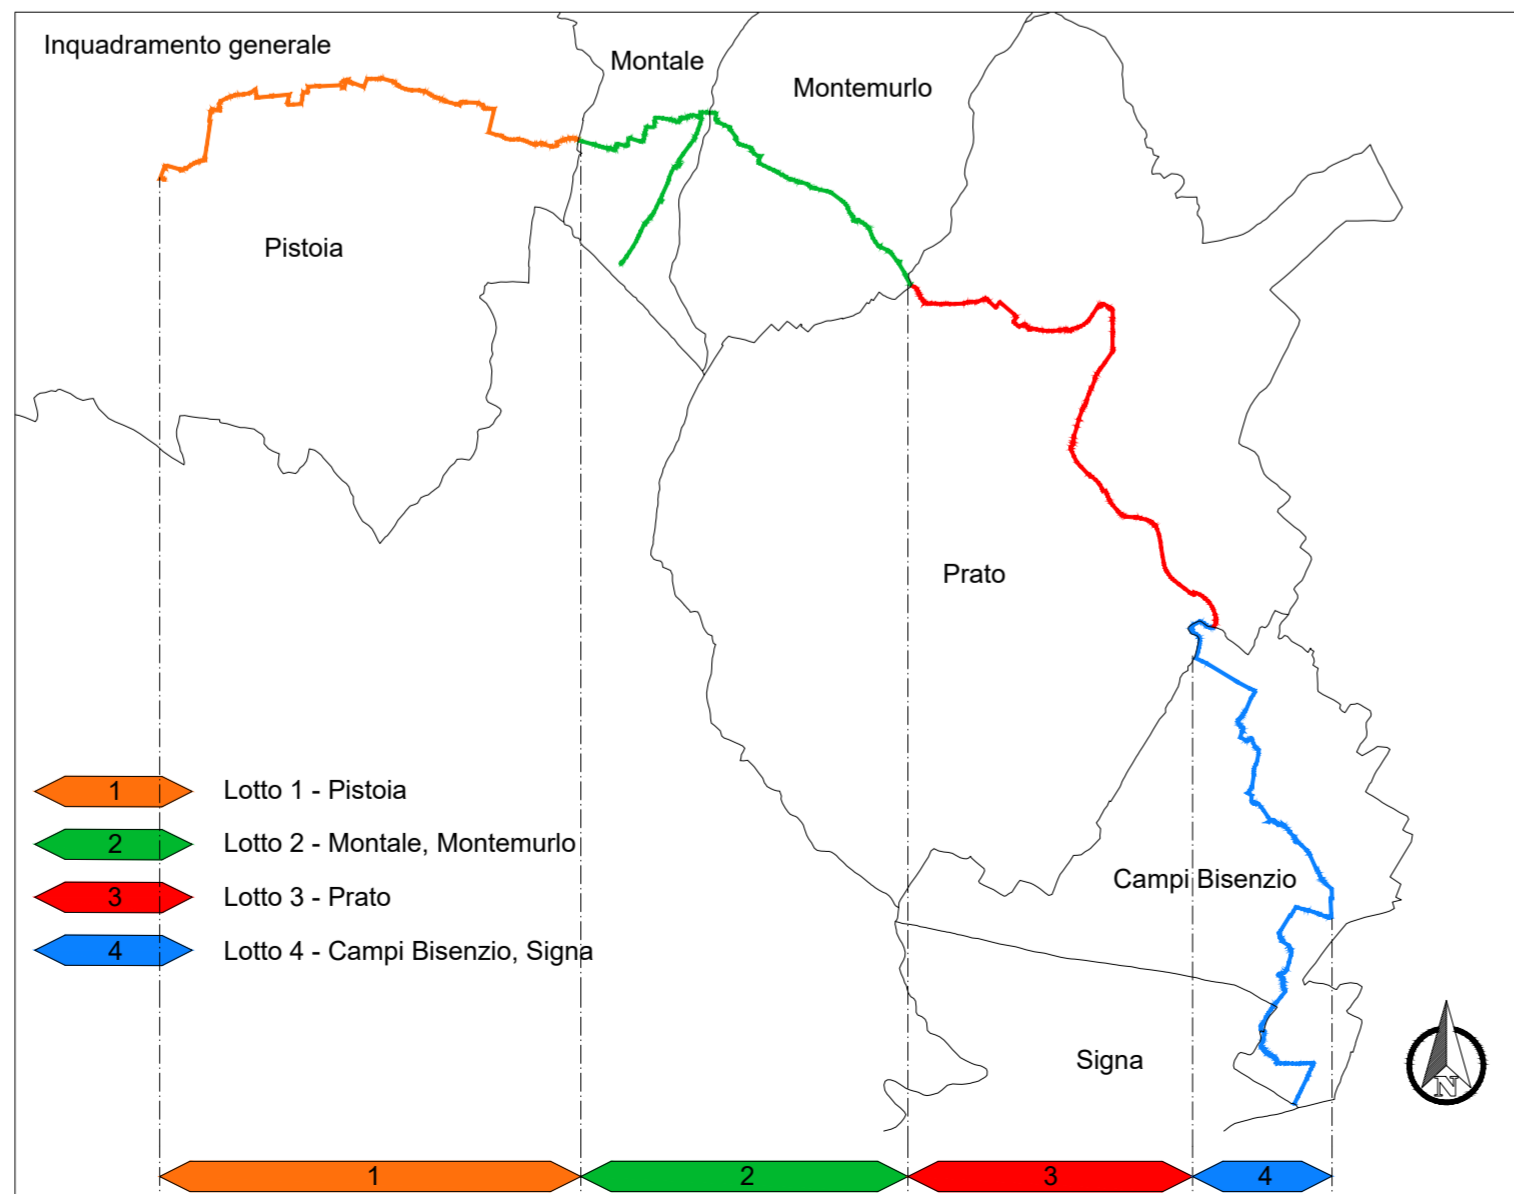 Inquadramento generale
Montale
Montemurlo
Pistoia
Prato
1 Lotto 1 - Pistoia
2 Lotto 2 - Montale, Montemurlo
3 Lotto 3 - Prato
4 Lotto 4 - Campi Bisenzio, Signa
Campi Bisenzio
Signa
N
1 2 3 4